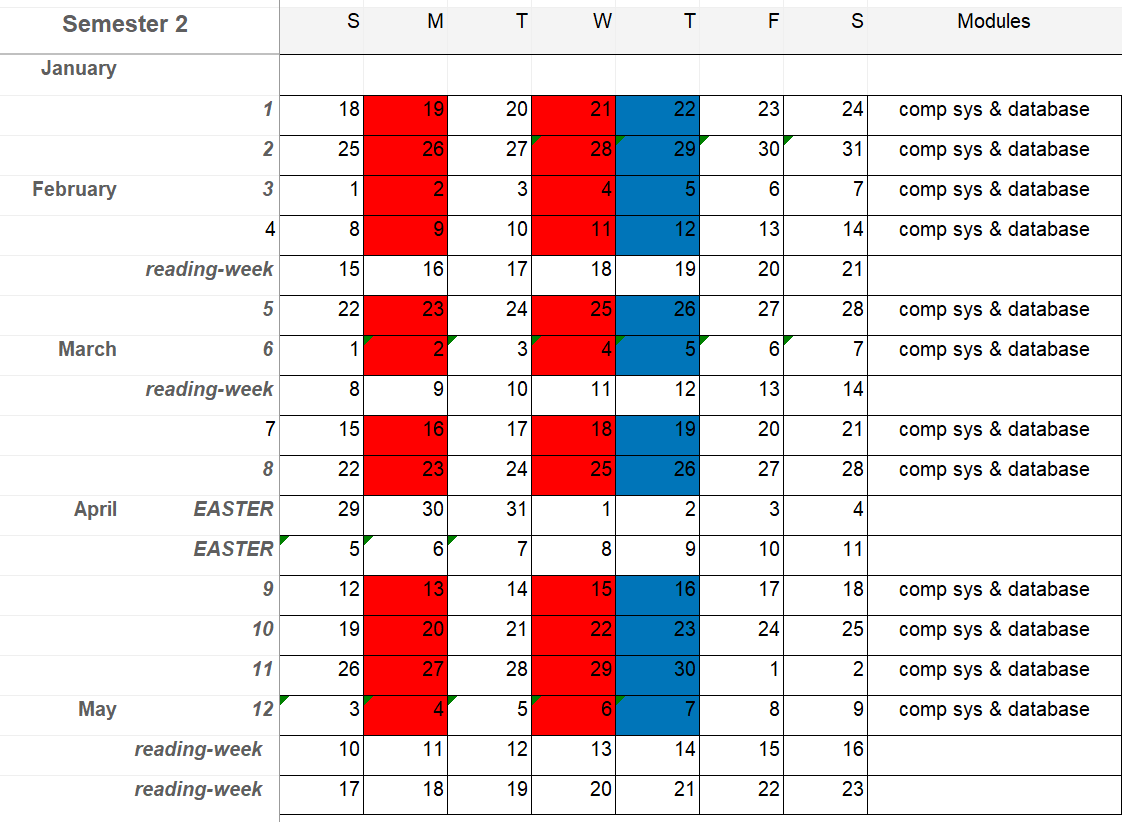 Semester 2 S M T W T F S Modules
January
1 18 19 20 21 22 23 24 comp sys & database
2 25 26 27 28 29 30 31 comp sys & database
February 3 1 2 3 4 5 6 7 comp sys & database
4 8 9 10 11 12 13 14 comp sys & database
reading-week 15 16 17 18 19 20 21
5 22 23 24 25 26 27 28 comp sys & database
March 6 1 2 3 4 5 6 7 comp sys & database
reading-week 8 9 10 11 12 13 14
7 15 16 17 18 19 20 21 comp sys & database
8 22 23 24 25 26 27 28 comp sys & database
April EASTER 29 30 31 1 2 3 4
EASTER 5 6 7 8 9 10 11
9 12 13 14 15 16 17 18 comp sys & database
10 19 20 21 22 23 24 25 comp sys & database
11 26 27 28 29 30 1 2 comp sys & database
May 12 3 4 5 6 7 8 9 comp sys & database
reading-week 10 11 12 13 14 15 16
reading-week 17 18 19 20 21 22 23